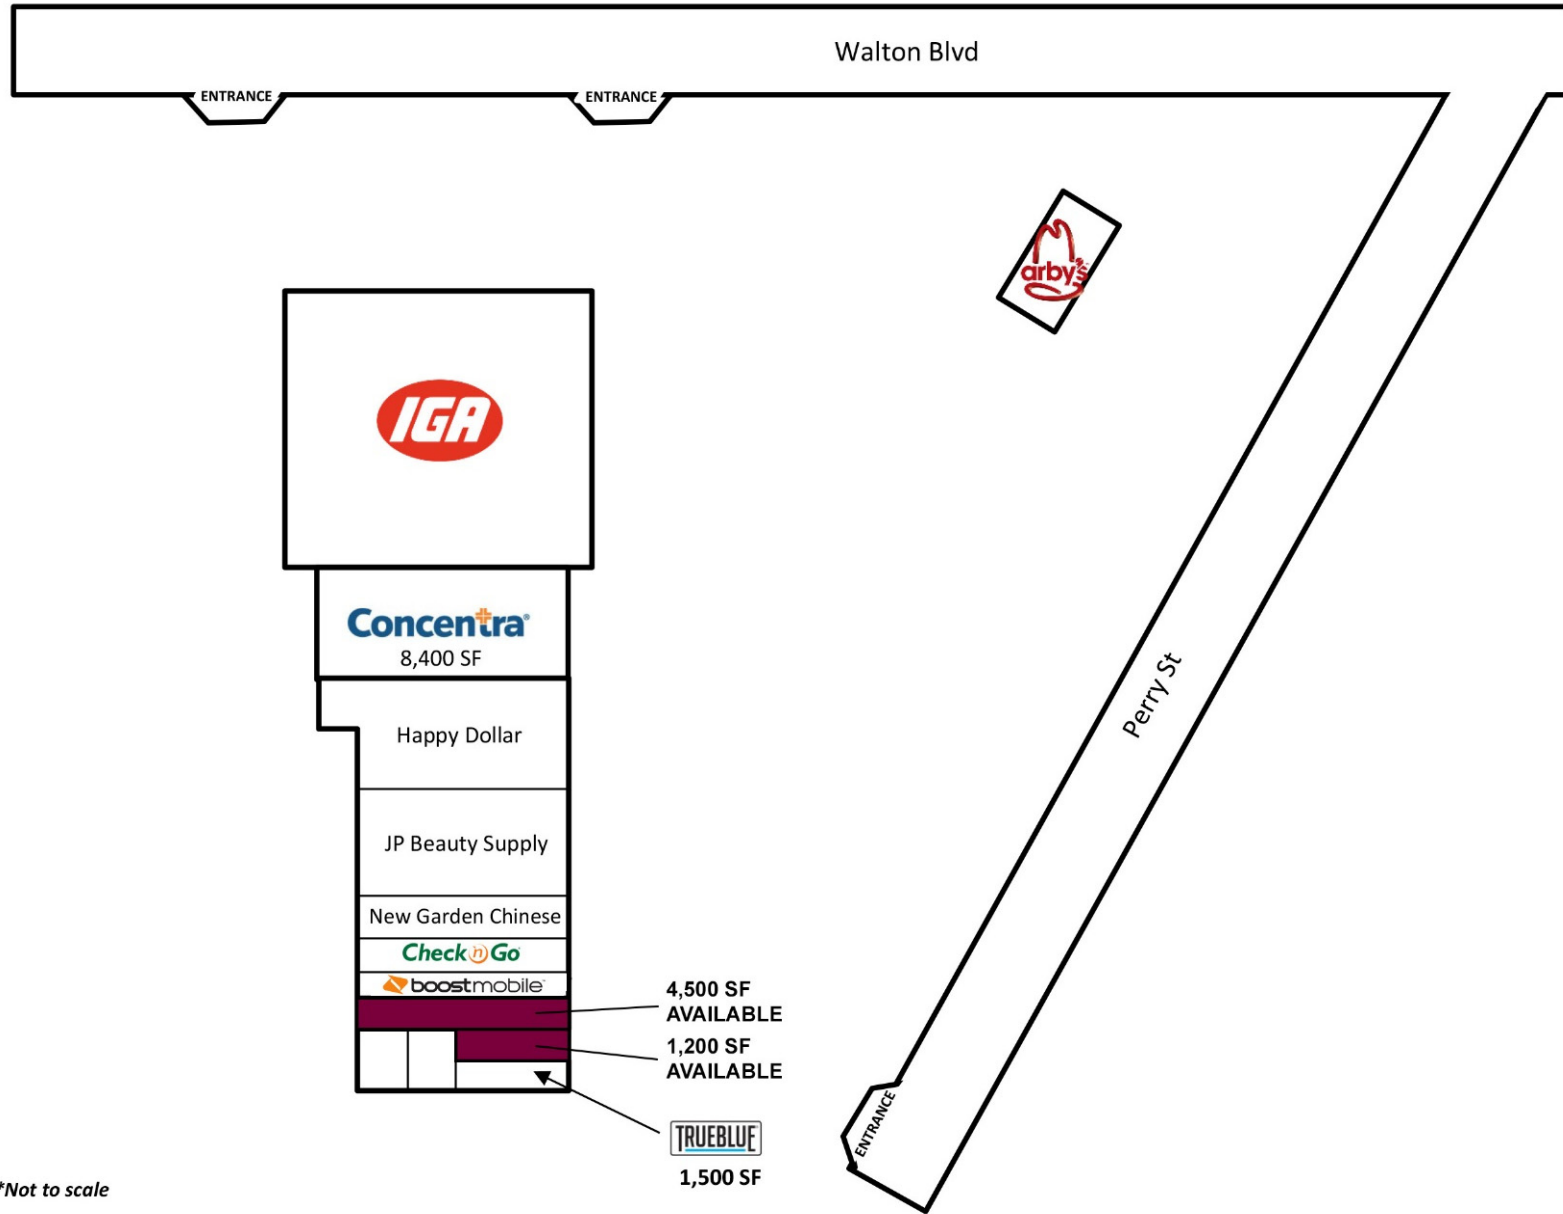 Walton Blvd
ENTRANCE
ENTRANCE
arby's
IGA
Concentra®
8,400 SF
Happy Dollar
Perry St
JP Beauty Supply
New Garden Chinese
Check 'n Go
boostmobile
4,500 SF
AVAILABLE
1,200 SF
AVAILABLE
ENTRANCE
TRUEBLUE
1,500 SF
*Not to scale